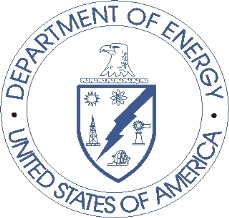 DEPARTMENT OF ENERGY
UNITED STATES OF AMERICA